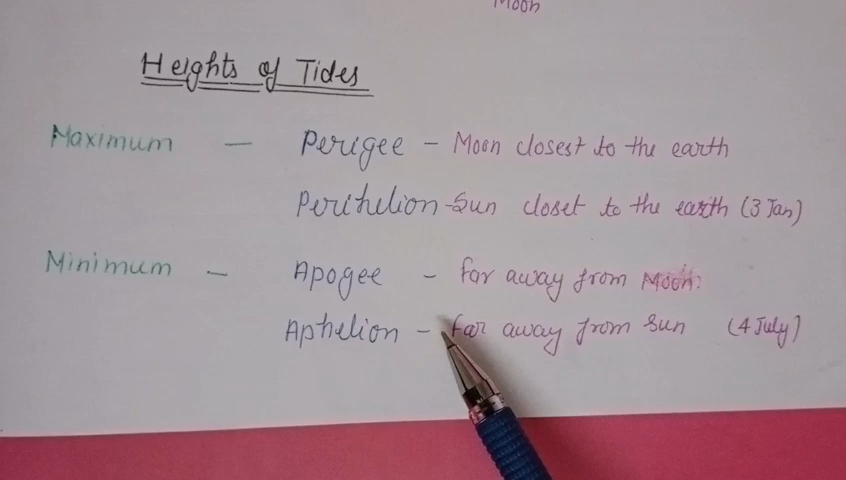 Moon
Heights of Tides
Maximum — Perigee - Moon closest to the earth
Perihelion - Sun closet to the earth (3 Jan)
Minimum - Apogee - far away from Moon.
Aphelion - far away from Sun (4 July)